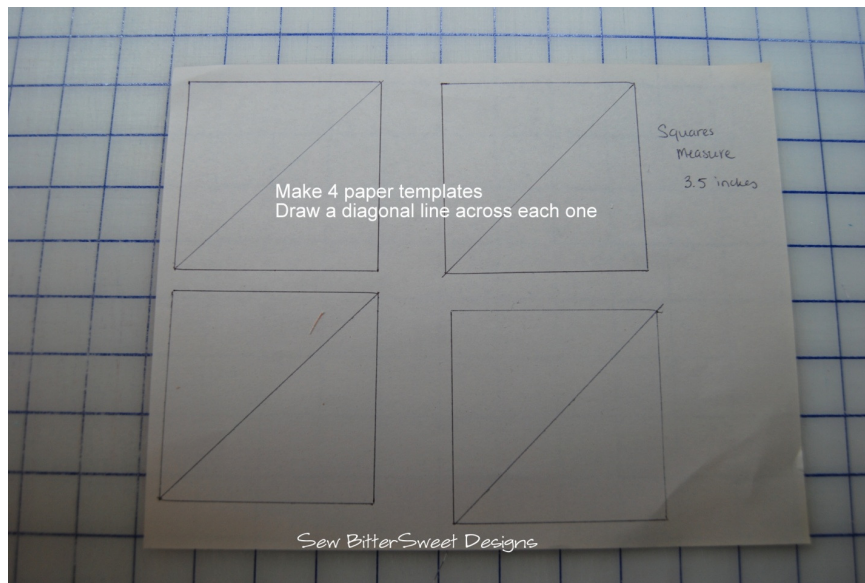 Squares
Measure
3.5 inches
Make 4 paper templates
Draw a diagonal line across each one
Sew BitterSweet Designs